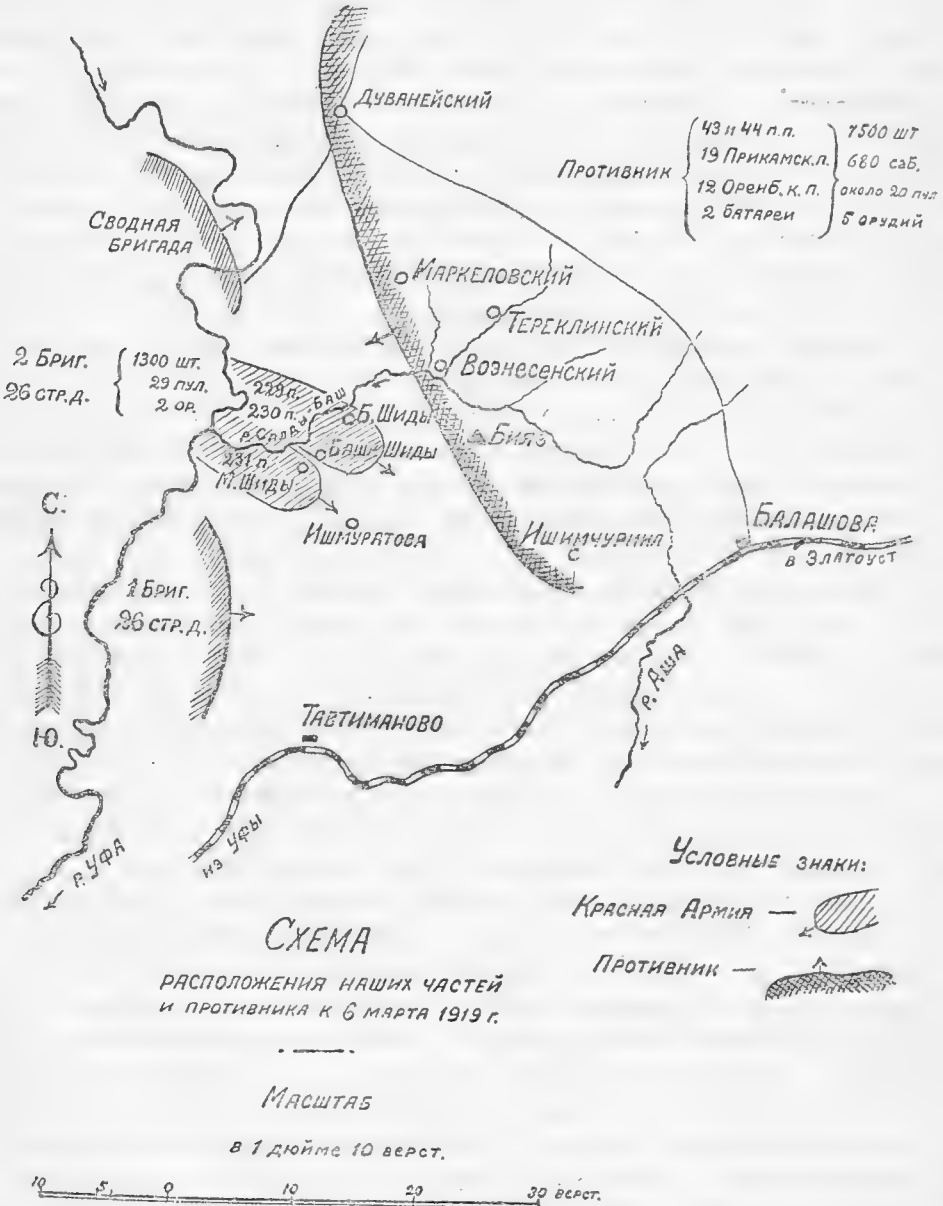 Дуванейский
Противник
43 и 44 п.п.
19 Прикамск.п.
12 Оренб. к. п.
2 батареи
7500 шт
680 саб.
около 20 пул
5 орудий
Сводная
бригада
Маркеловский
Тереклинский
Вознесенский
2 Бриг.
26 стр.д.
1300 шт.
29 пул.
2 ор.
229 п.
230 п.
р. Салды-Баш
Б. Шиды
Баш-Шиды
231 п.
М. Шиды
Бияз
Ишмуратова
Ишимчурина
С
Балашова
в Златоуст
С.
Ю.
1 Бриг.
26 стр.д.
р. Аша
Тавтиманово
из Уфы
р. Уфа
Условные знаки:
Красная Армия —
Противник —
Схема
расположения наших частей
и противника к 6 марта 1919 г.
Масштаб
в 1 дюйме 10 верст.
10 5 0 10 20 30 верст.